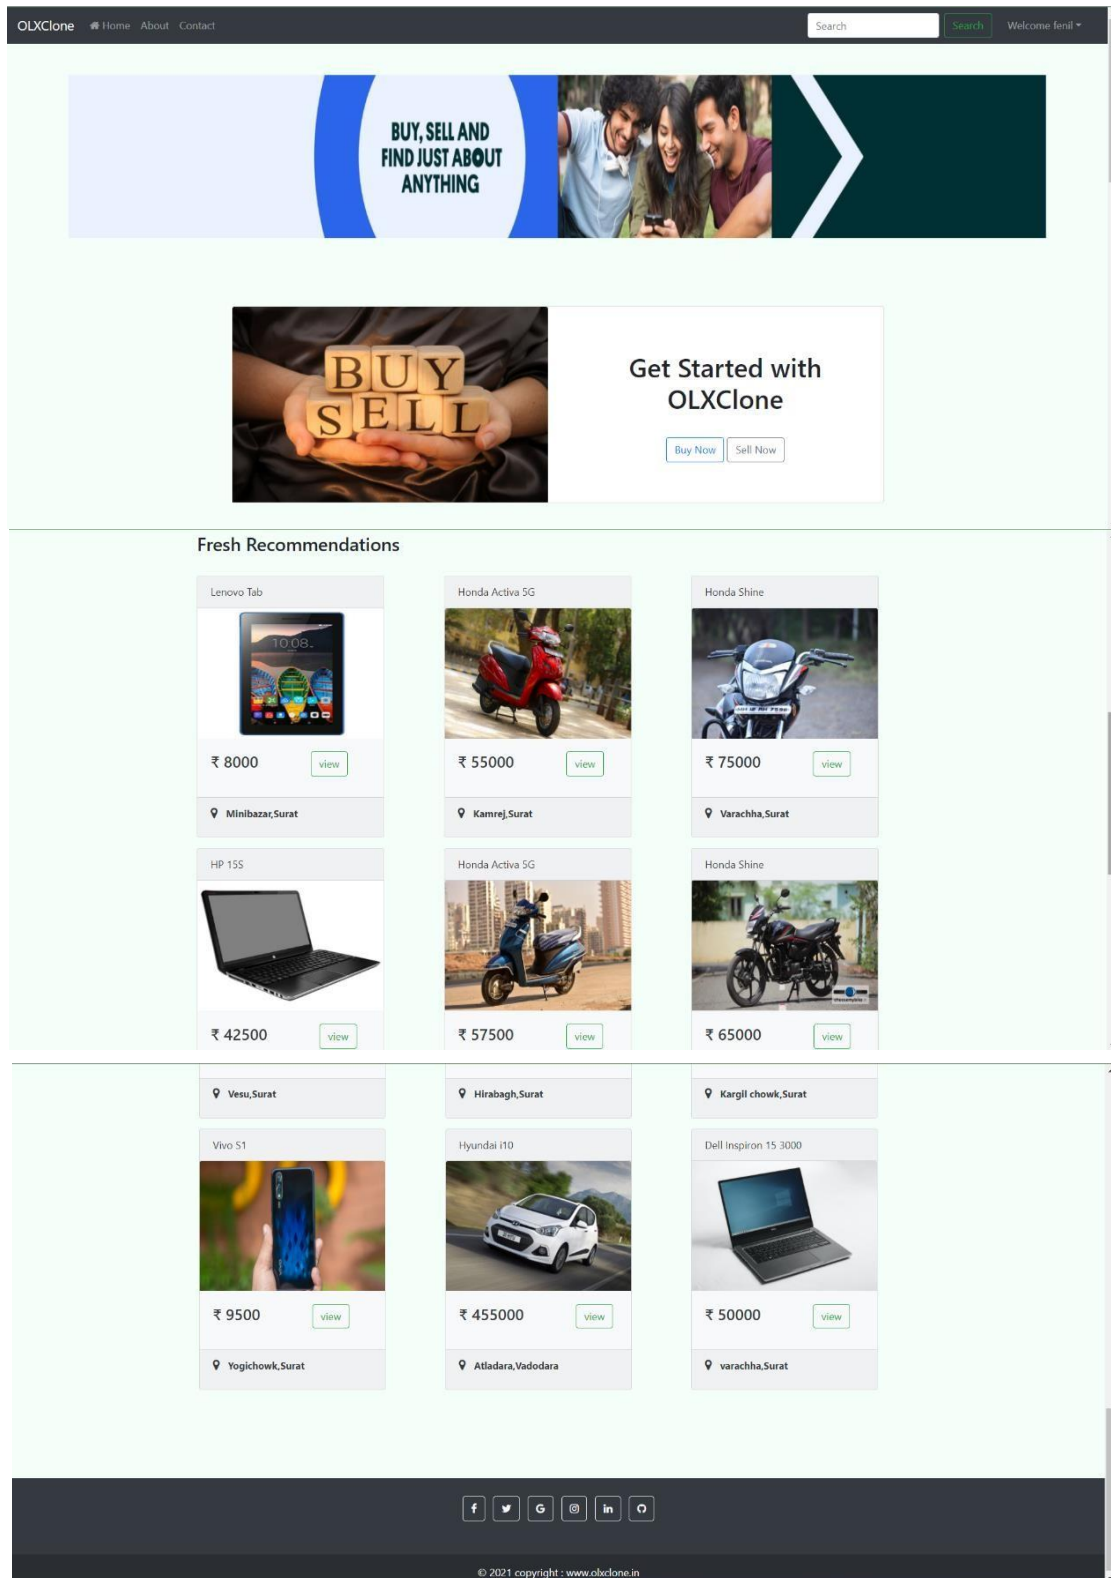 OLXClone Home About Contact Search Search Welcome fenil
BUY, SELL AND
FIND JUST ABOUT
ANYTHING
BUY
SELL
Get Started with
OLXClone
Buy Now Sell Now
Fresh Recommendations
Lenovo Tab Honda Activa 5G Honda Shine
10:08
₹ 8000 view ₹ 55000 view ₹ 75000 view
Minibazar,Surat Kamrej,Surat Varachha,Surat
HP 15S Honda Activa 5G Honda Shine
₹ 42500 view ₹ 57500 view ₹ 65000 view
Vesu,Surat Hirabagh,Surat Kargil chowk,Surat
Vivo S1 Hyundai i10 Dell Inspiron 15 3000
₹ 9500 view ₹ 455000 view ₹ 50000 view
Yogichowk,Surat Atladara,Vadodara varachha,Surat
© 2021 copyright : www.olxclone.in